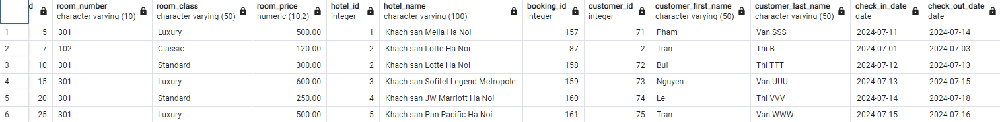 d room_number room_class room_price hotel_id hotel_name booking_id customer_id customer_first_name customer_last_name check_in_date check_out_date
character varying (10) character varying (50) numeric (10,2) integer character varying (100) integer integer character varying (50) character varying (50) date date
1 5 301 Luxury 500.00 1 Khach san Melia Ha Noi 157 71 Pham Van SSS 2024-07-11 2024-07-14
2 7 102 Classic 120.00 2 Khach san Lotte Ha Noi 87 2 Tran Thi B 2024-07-01 2024-07-03
3 10 301 Standard 300.00 2 Khach san Lotte Ha Noi 158 72 Bui Thi TTT 2024-07-12 2024-07-13
4 15 301 Luxury 600.00 3 Khach san Sofitel Legend Metropole 159 73 Nguyen Van UUU 2024-07-13 2024-07-15
5 20 301 Standard 250.00 4 Khach san JW Marriott Ha Noi 160 74 Le Thi VVV 2024-07-14 2024-07-18
6 25 301 Luxury 500.00 5 Khach san Pan Pacific Ha Noi 161 75 Tran Van WWW 2024-07-15 2024-07-16